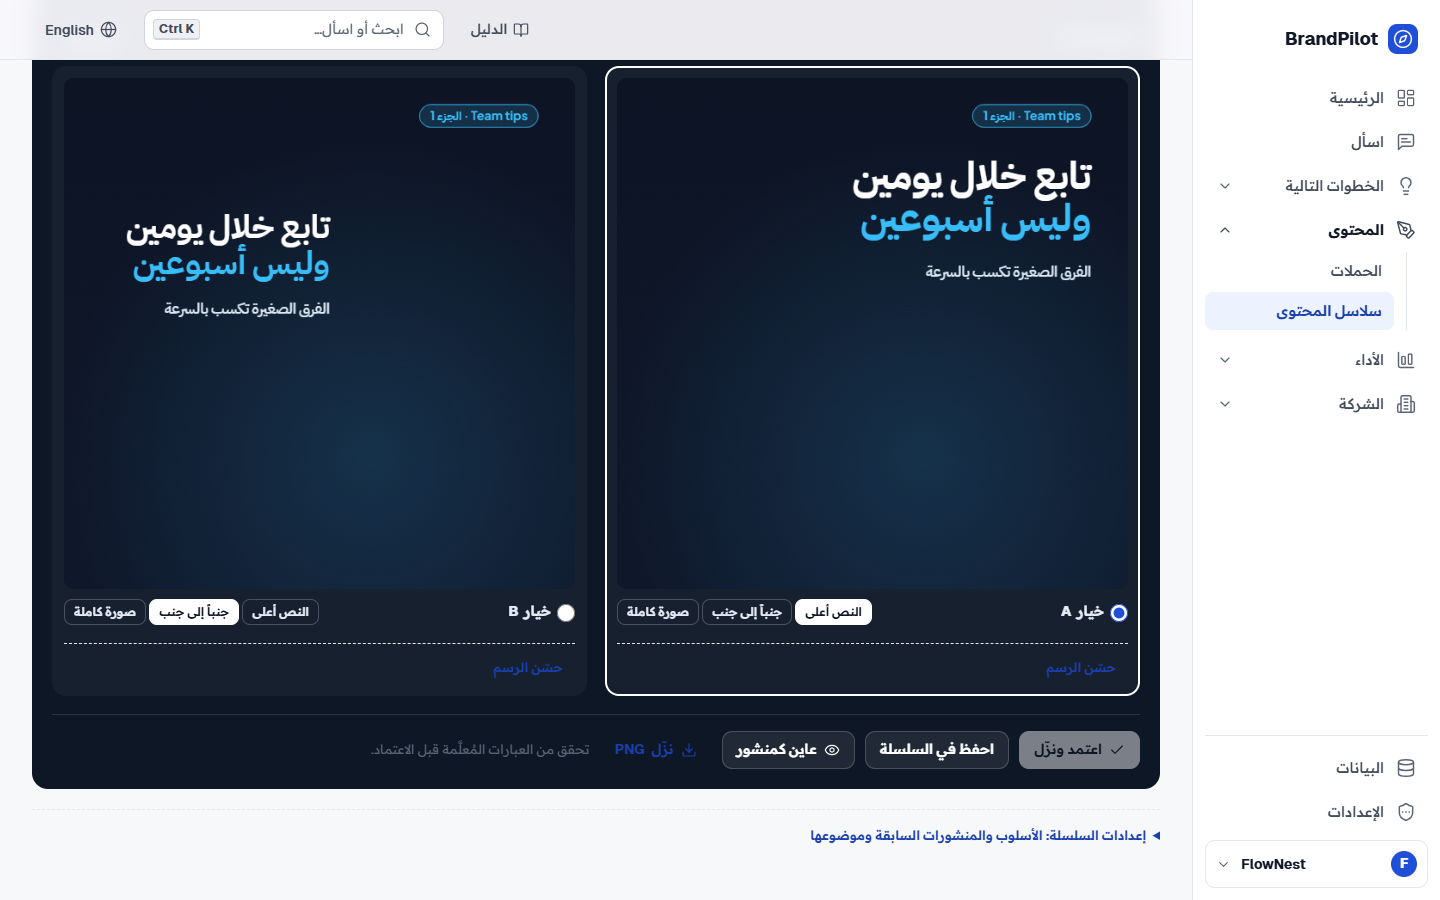 BrandPilot
الرئيسية
اسأل
الخطوات التالية
المحتوى
الحملات
سلاسل المحتوى
الأداء
الشركة
البيانات
الإعدادات
F FlowNest
الدليل
ابحث أو اسأل...
Ctrl K
English
Team tips · الجزء 1
تابع خلال يومين
وليس أسبوعين
الفرق الصغيرة تكسب بالسرعة
خيار A
النص أعلى
جنباً إلى جنب
صورة كاملة
حسّن الرسم
Team tips · الجزء 1
تابع خلال يومين
وليس أسبوعين
الفرق الصغيرة تكسب بالسرعة
خيار B
النص أعلى
جنباً إلى جنب
صورة كاملة
حسّن الرسم
اعتمد ونزّل
احفظ في السلسلة
عاين كمنشور
نزّل PNG
تحقق من العبارات المُعلَّمة قبل الاعتماد.
إعدادات السلسلة: الأسلوب والمنشورات السابقة وموضوعها